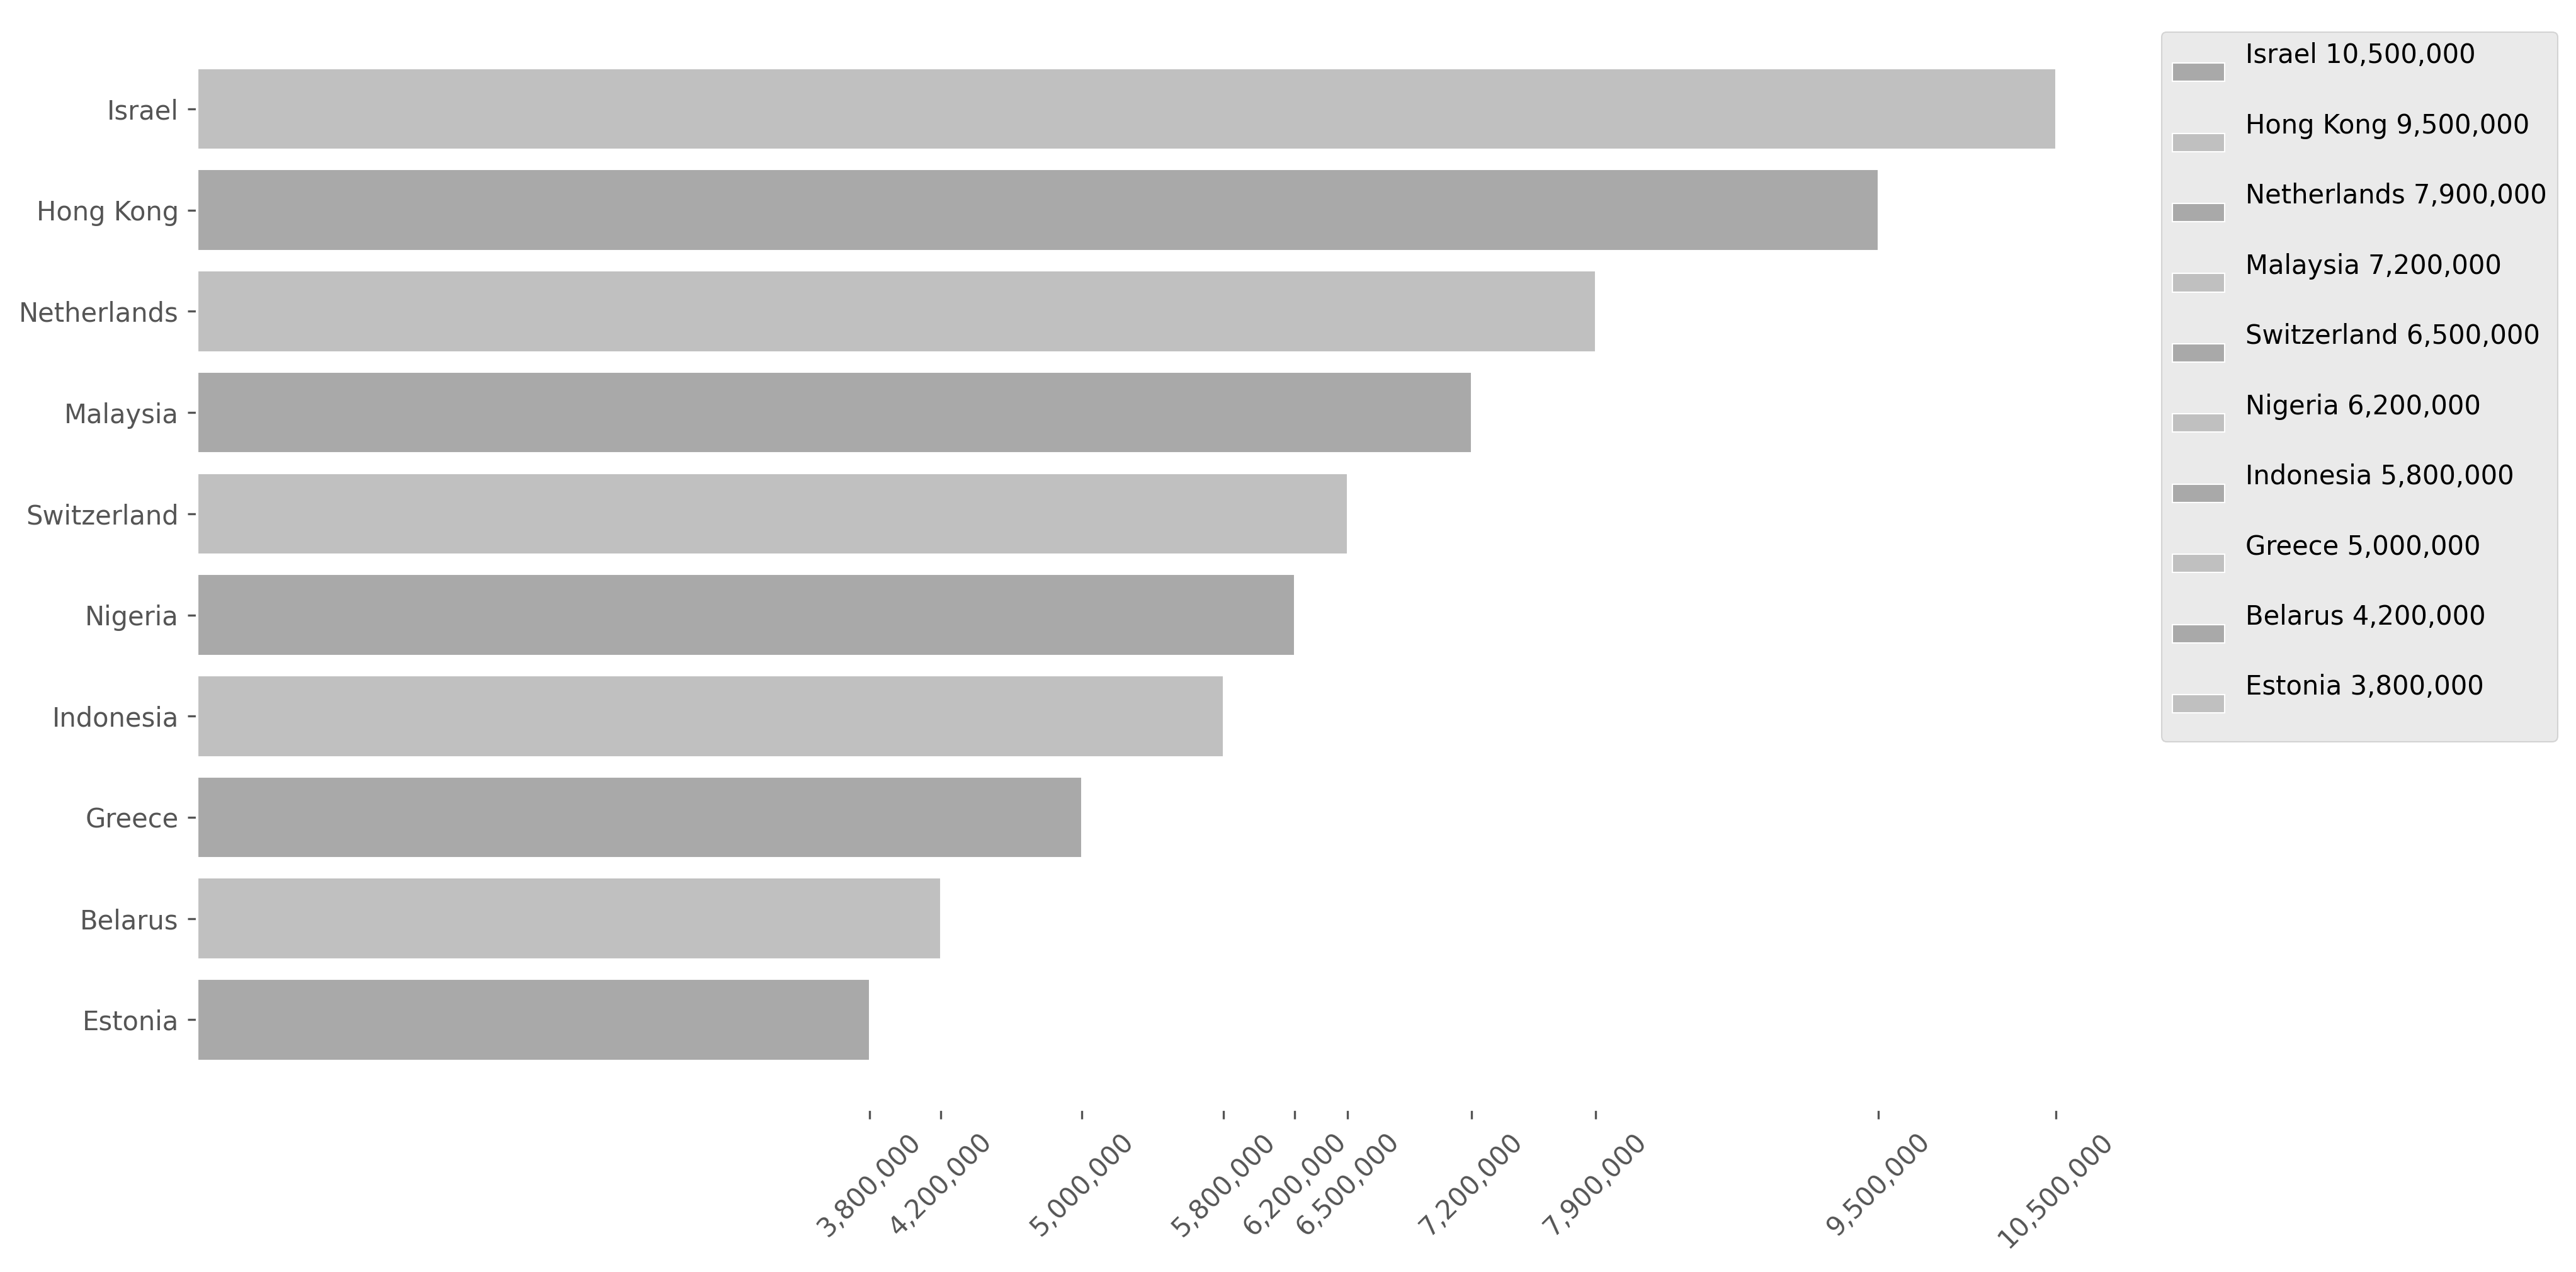 Israel
Hong Kong
Netherlands
Malaysia
Switzerland
Nigeria
Indonesia
Greece
Belarus
Estonia
3,800,000
4,200,000
5,000,000
5,800,000
6,200,000
6,500,000
7,200,000
7,900,000
9,500,000
10,500,000
Israel 10,500,000
Hong Kong 9,500,000
Netherlands 7,900,000
Malaysia 7,200,000
Switzerland 6,500,000
Nigeria 6,200,000
Indonesia 5,800,000
Greece 5,000,000
Belarus 4,200,000
Estonia 3,800,000